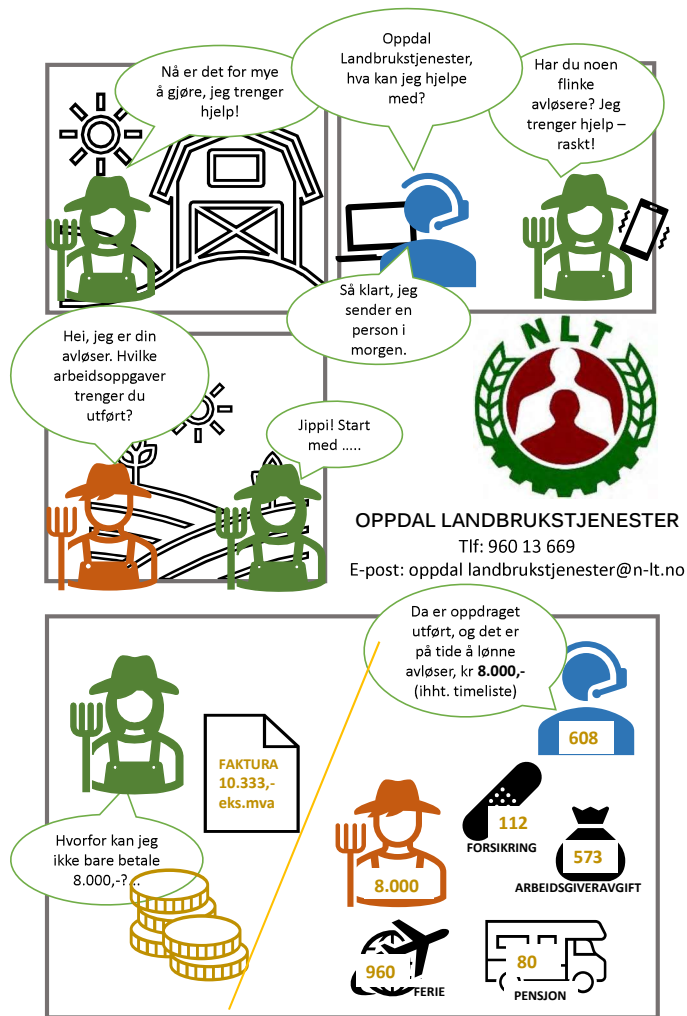 Nå er det for mye
å gjøre, jeg trenger
hjelp!
Oppdal
Landbrukstjenester,
hva kan jeg hjelpe
med?
Har du noen
flinke
avløsere? Jeg
trenger hjelp –
raskt!
Så klart, jeg
sender en
person i
morgen.
Hei, jeg er din
avløser. Hvilke
arbeidsoppgaver
trenger du
utført?
Jippi! Start
med .....
NLT
OPPDAL LANDBRUKSTJENESTER
Tlf: 960 13 669
E-post: oppdal landbrukstjenester@n-lt.no
Da er oppdraget
utført, og det er
på tide å lønne
avløser, kr 8.000,-
(ihht. timeliste)
608
FAKTURA
10.333,-
eks.mva
Hvorfor kan jeg
ikke bare betale
8.000,-?...
112
FORSIKRING
573
ARBEIDSGIVERAVGIFT
8.000
960
FERIE
80
PENSJON